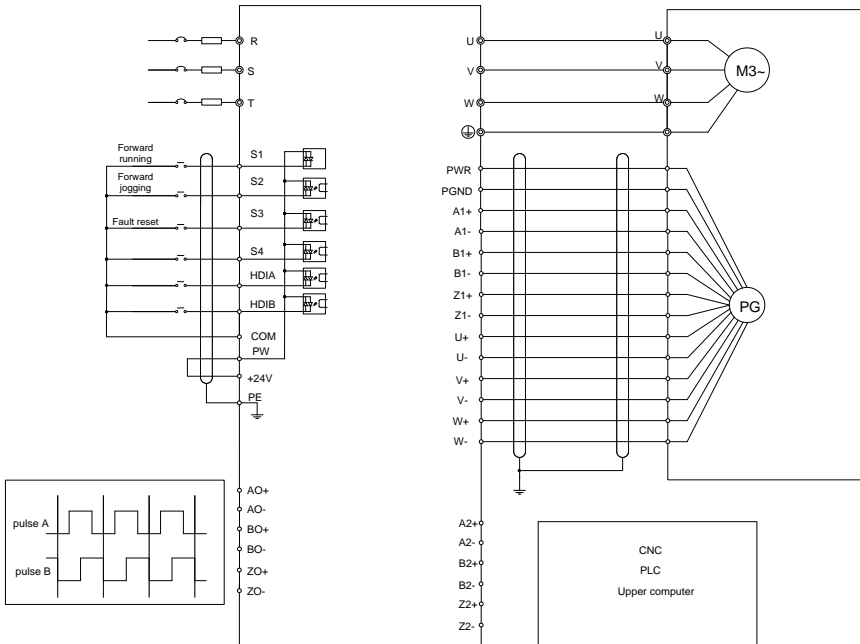 R
S
T
Forward
running
Forward
jogging
Fault reset
S1
S2
S3
S4
HDIA
HDIB
COM
PW
+24V
PE
pulse A
pulse B
AO+
AO-
BO+
BO-
ZO+
ZO-
U
V
W
U
V
W
M3~
PWR
PGND
A1+
A1-
B1+
B1-
Z1+
Z1-
U+
U-
V+
V-
W+
W-
PG
A2+
A2-
B2+
B2-
Z2+
Z2-
CNC
PLC
Upper computer